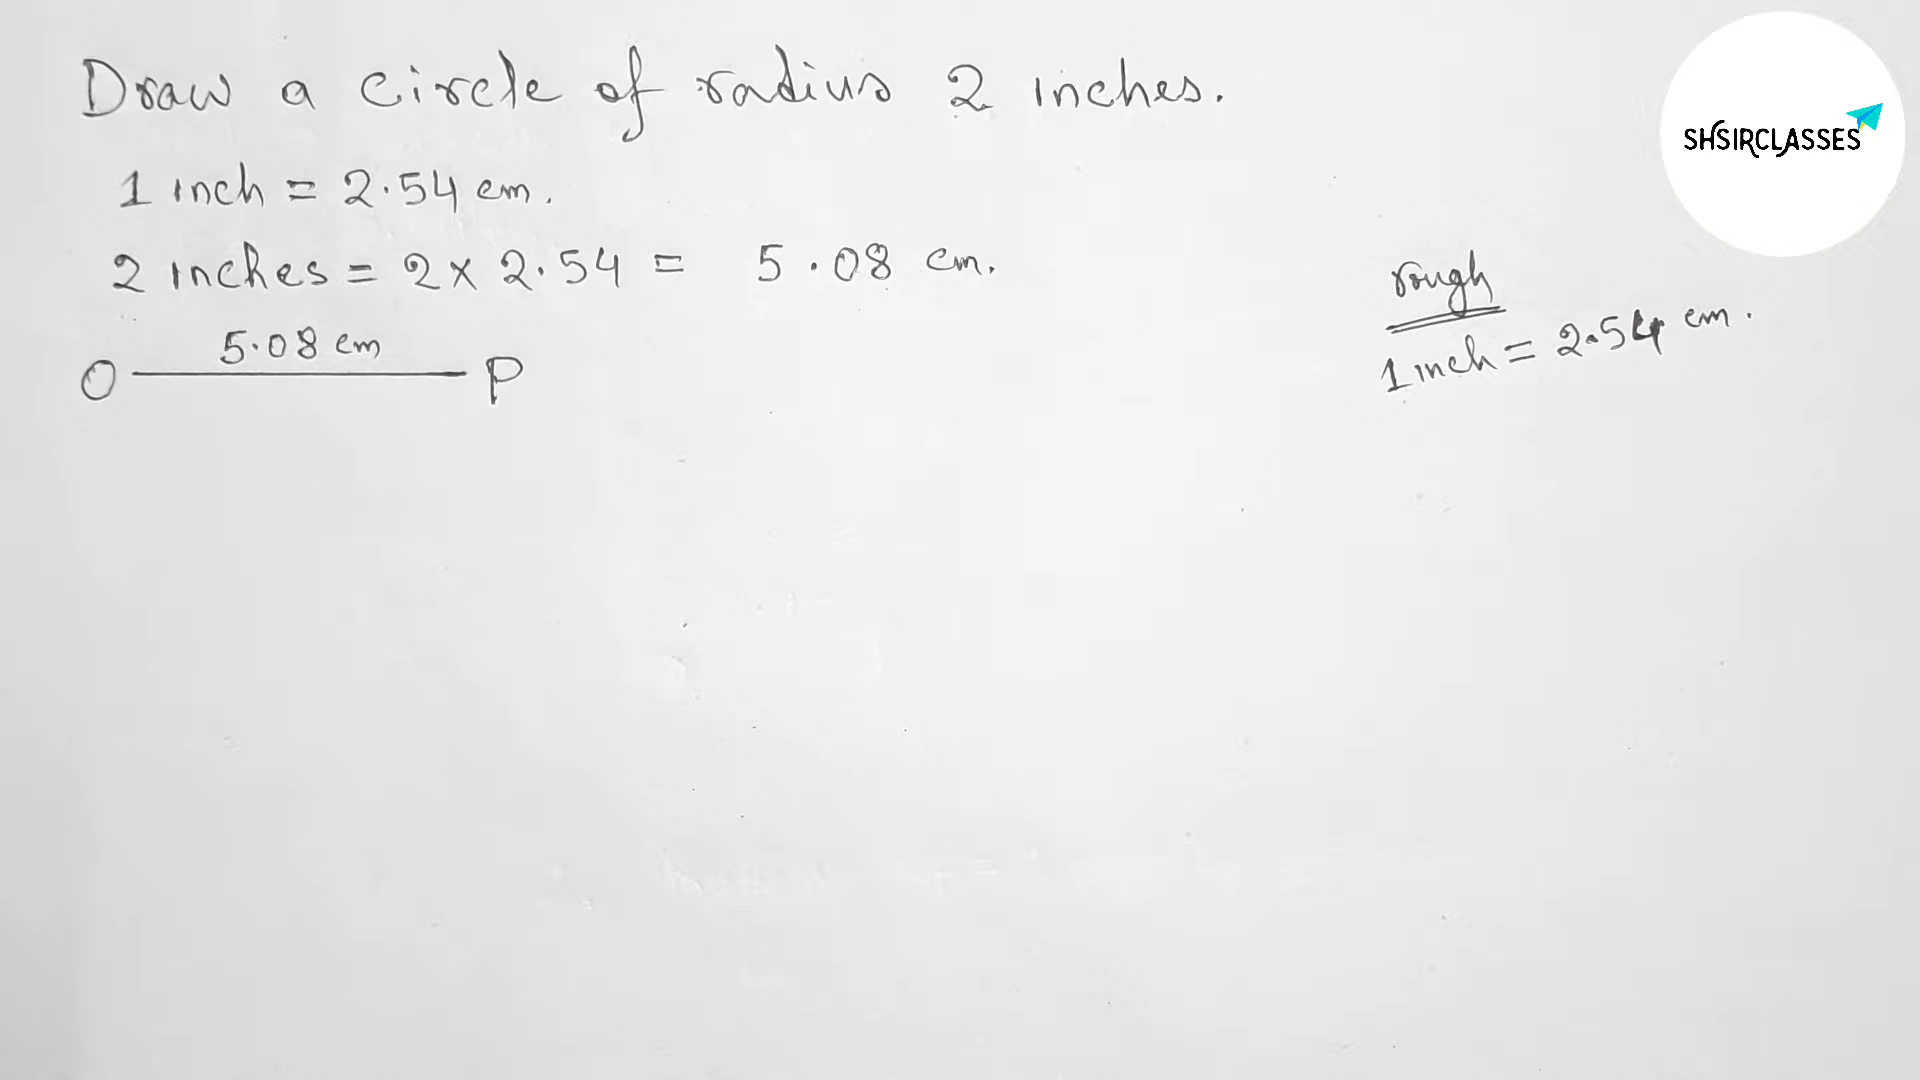 Draw a circle of radius 2 inches.
1 inch = 2.54 cm.
2 inches = 2 x 2.54 = 5.08 cm.
5.08 cm
O P
SHSIRCLASSES
rough
1 inch = 2.54 cm.